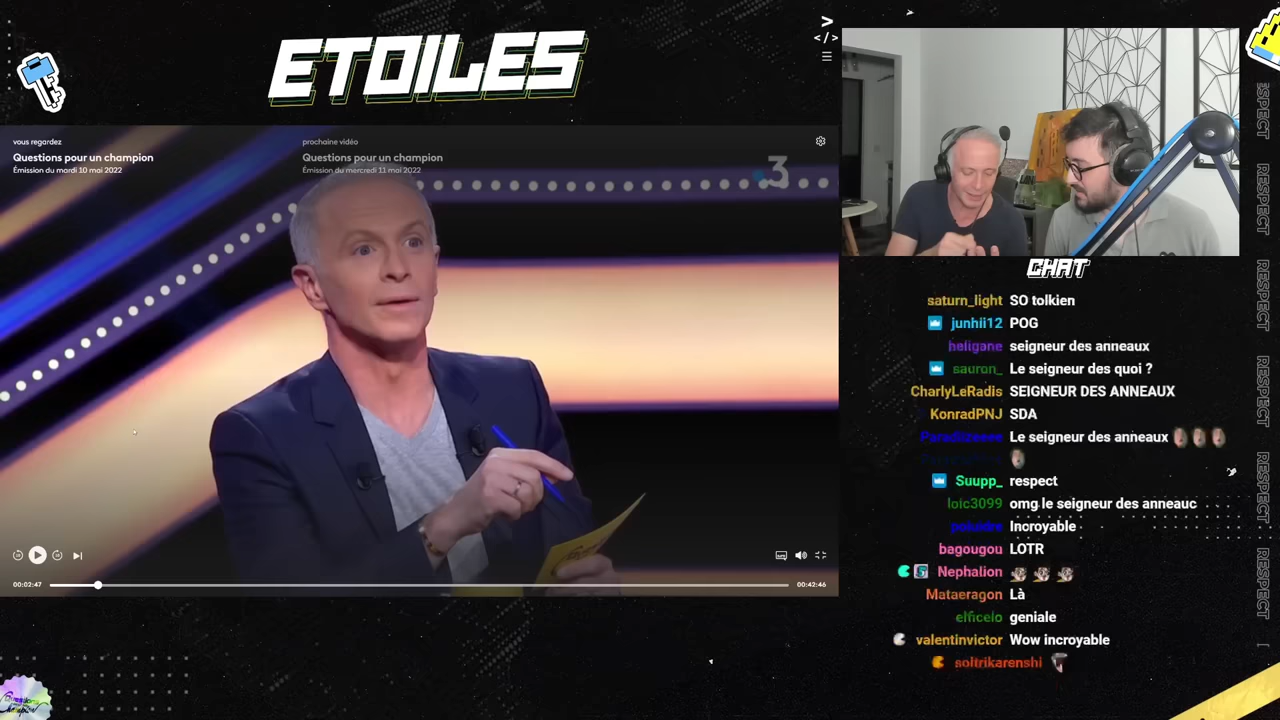 ETOILES
vous regardez
Questions pour un champion
Émission du mardi 10 mai 2022
prochaine vidéo
Questions pour un champion
Émission du mercredi 11 mai 2022
.3
00:02:47
00:42:46
CHAT
saturn_light SO tolkien
junhii12 POG
heligane seigneur des anneaux
sauron_ Le seigneur des quoi ?
CharlyLeRadis SEIGNEUR DES ANNEAUX
KonradPNJ SDA
Le seigneur des anneaux
Suupp_ respect
loic3099 omg le seigneur des anneauc
Incroyable
bagougou LOTR
Nephalion
Mataeragon Là
elficelo geniale
valentinvictor Wow incroyable
soltrikarenshi
RESPECT
RESPECT
RESPECT
RESPECT
RESPECT